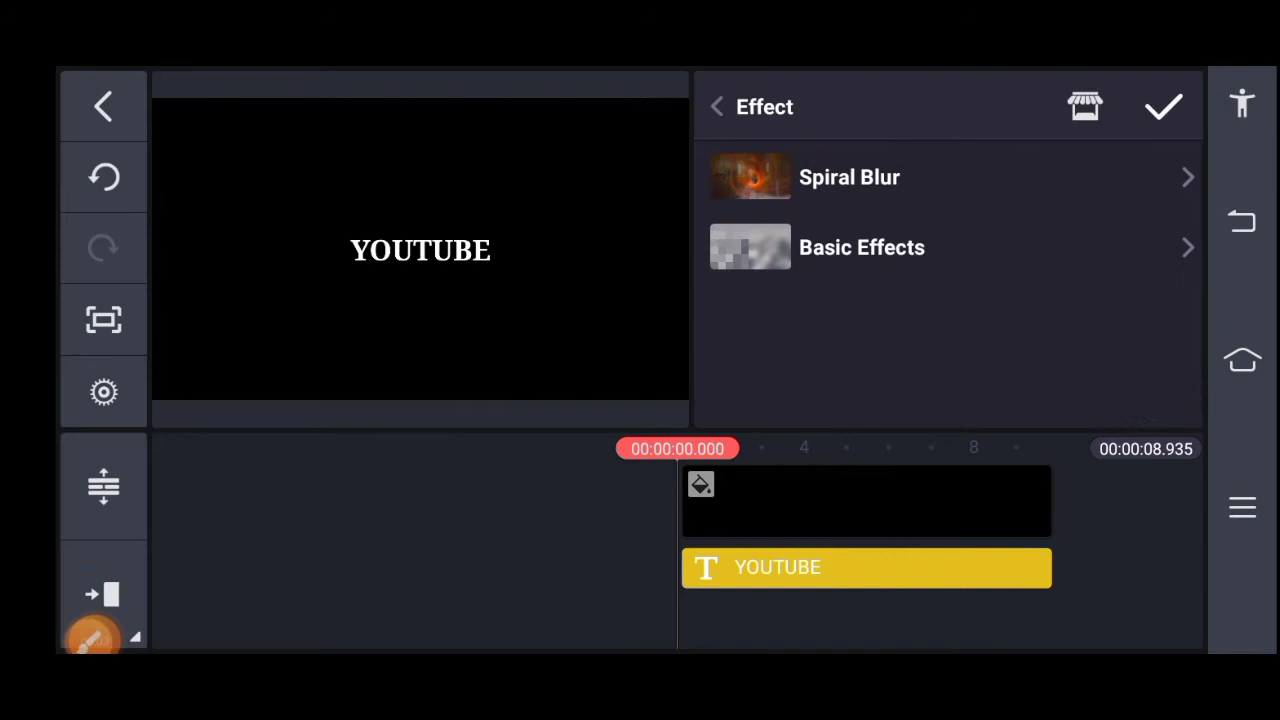 Effect
Spiral Blur
YOUTUBE
Basic Effects
00:00:00.000
4
8
00:00:08.935
T YOUTUBE